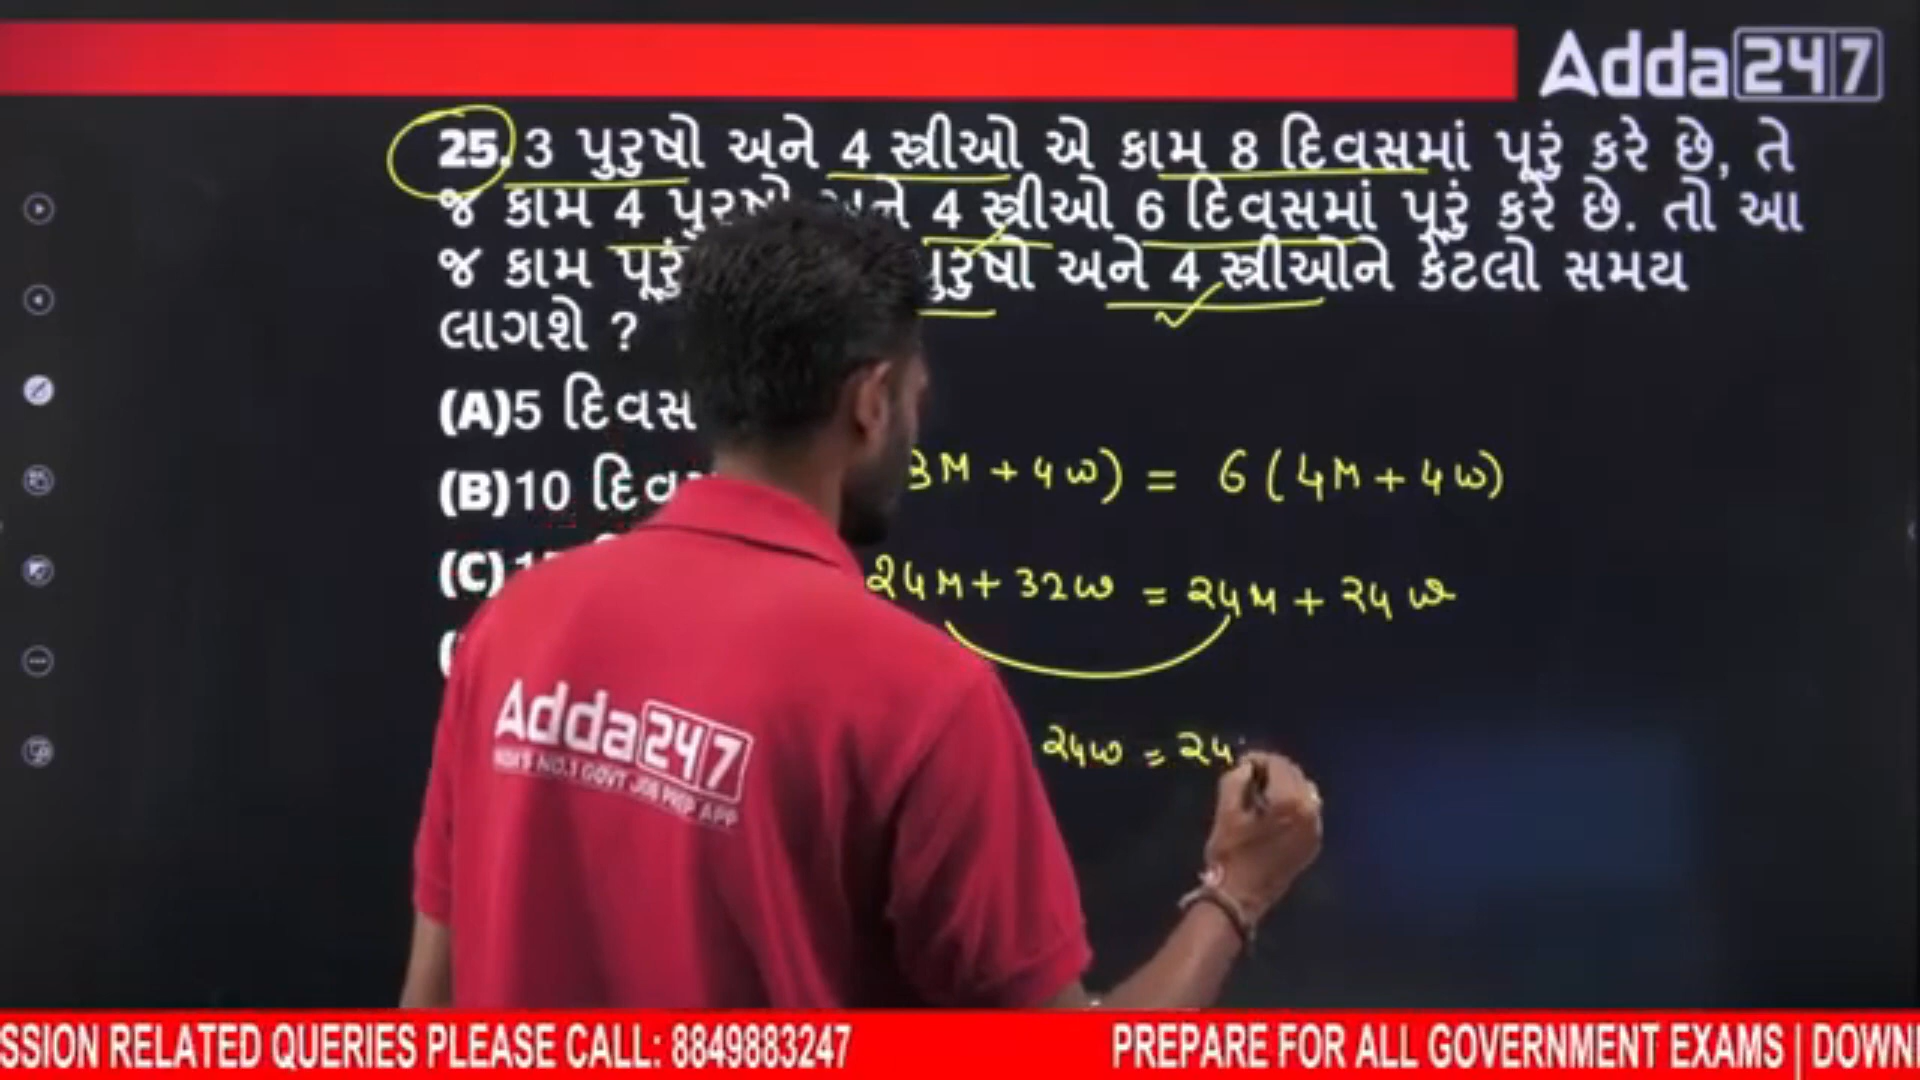 Adda247
25. 3 પુરુષો અને 4 સ્ત્રીઓ એ કામ 8 દિવસમાં પૂરું કરે છે, તે
જ કામ 4 અને 4 સ્ત્રીઓ 6 દિવસમાં પૂરું કરે છે. તો આ
જ કામ અને 4 સ્ત્રીઓને કેટલો સમય
લાગશે ?
(A)5 દિવસ
(B)10
(C)
3M + 4W) = 6(4M + 4W)
24M + 32W = 24M + 24W
24W = 24
Adda247
INDIA'S NO.1 GOVT JOB PREP APP
SSION RELATED QUERIES PLEASE CALL: 8849883247 PREPARE FOR ALL GOVERNMENT EXAMS | DOWN